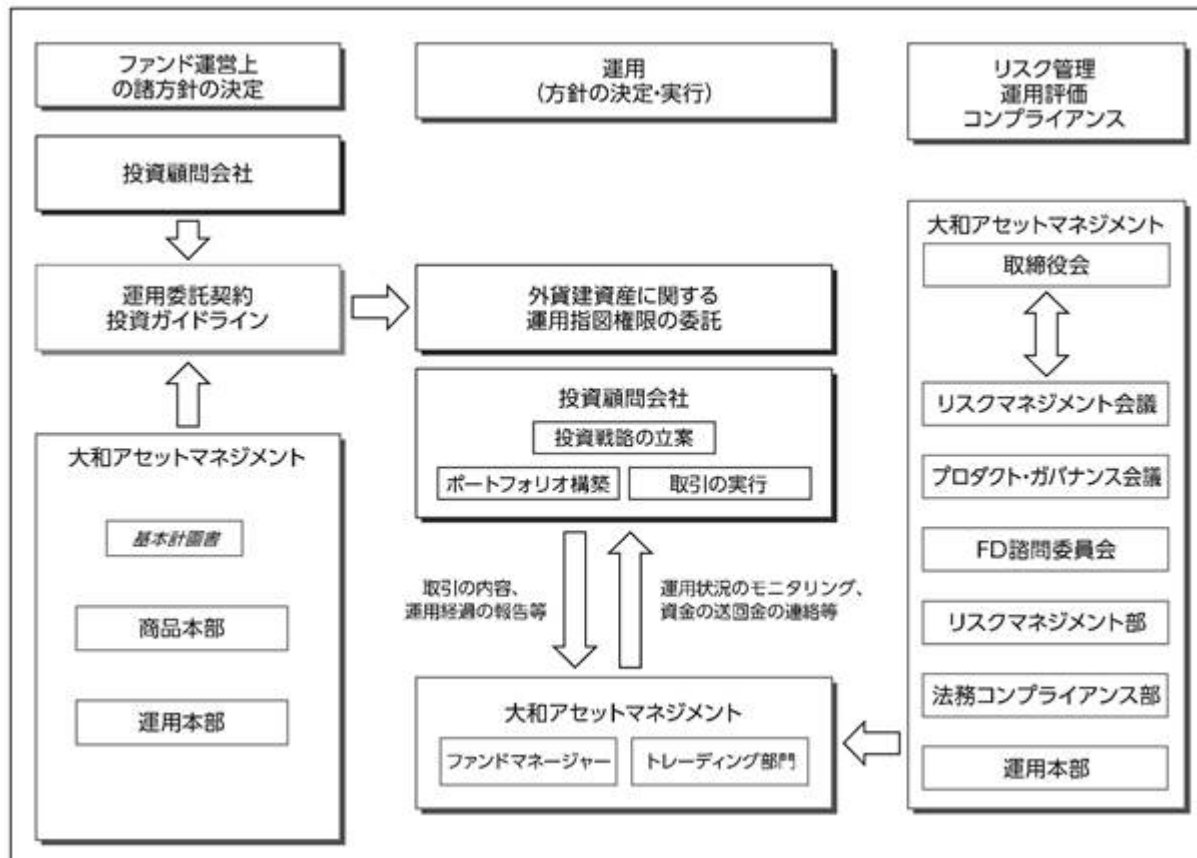 ファンド運営上
の諸方針の決定
投資顧問会社
運用委託契約
投資ガイドライン
大和アセットマネジメント
基本計画書
商品本部
運用本部
運用
(方針の決定・実行)
外貨建資産に関する
運用指図権限の委託
投資顧問会社
投資戦略の立案
ポートフォリオ構築
取引の実行
取引の内容、
運用経過の報告等
運用状況のモニタリング、
資金の送回金の連絡等
大和アセットマネジメント
ファンドマネージャー
トレーディング部門
リスク管理
運用評価
コンプライアンス
大和アセットマネジメント
取締役会
リスクマネジメント会議
プロダクト・ガバナンス会議
FD諮問委員会
リスクマネジメント部
法務コンプライアンス部
運用本部